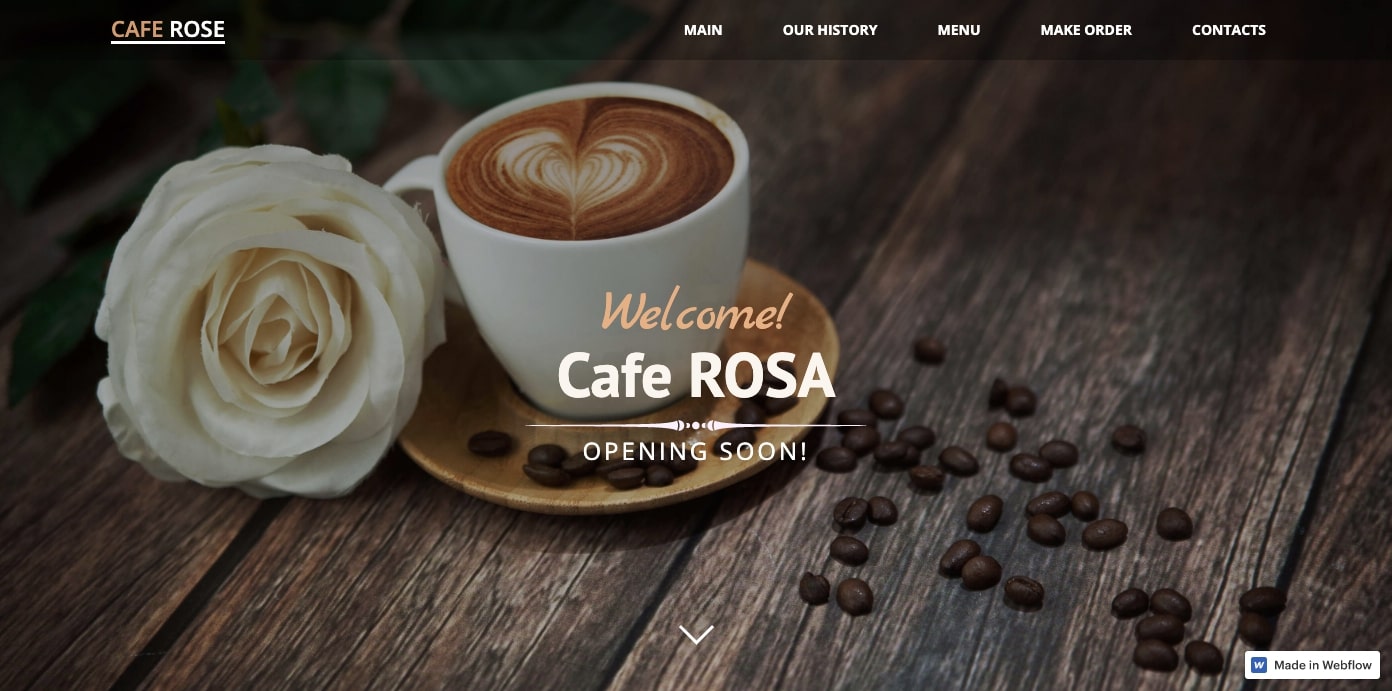 CAFE ROSE
MAIN
OUR HISTORY
MENU
MAKE ORDER
CONTACTS
Welcome!
Cafe ROSA
OPENING SOON!
W Made in Webflow